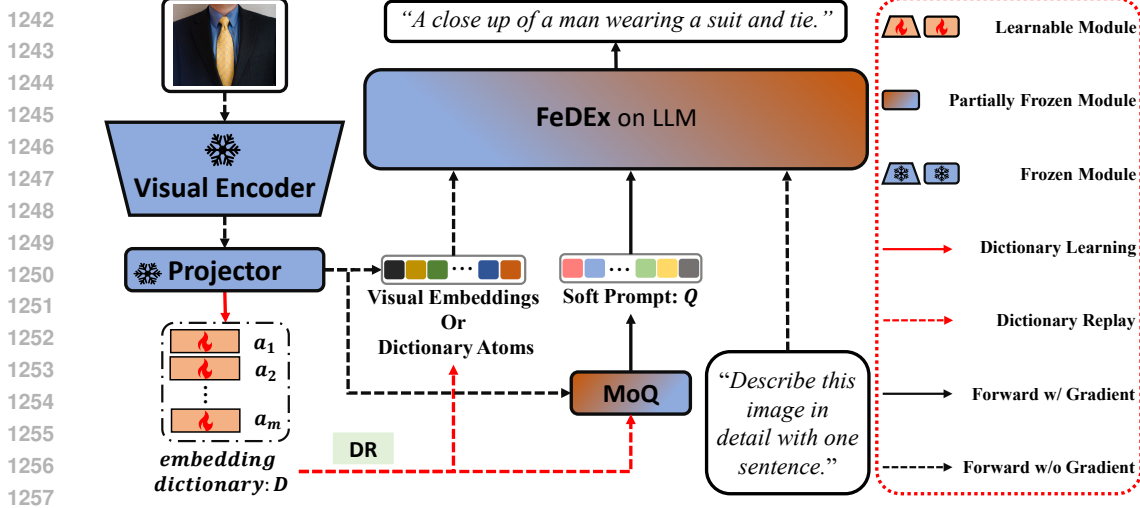 1242
1243
1244
1245
1246
1247
1248
1249
1250
1251
1252
1253
1254
1255
1256
1257
“A close up of a man wearing a suit and tie.”
FeDEx on LLM
Visual Encoder
Projector
Visual Embeddings
Or
Dictionary Atoms
Soft Prompt: Q
a1
a2
⋮
am
embedding
dictionary: D
DR
MoQ
“Describe this
image in
detail with one
sentence.”
Learnable Module
Partially Frozen Module
Frozen Module
Dictionary Learning
Dictionary Replay
Forward w/ Gradient
Forward w/o Gradient